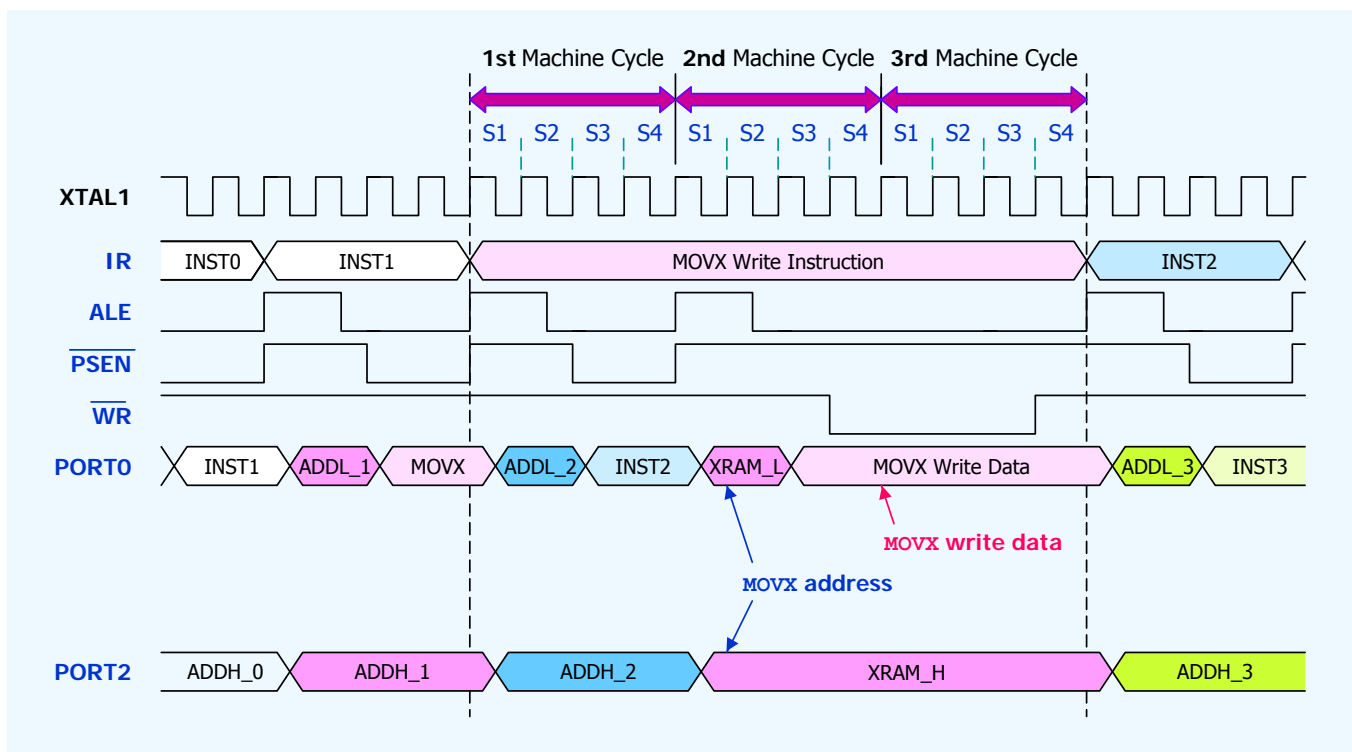 1st Machine Cycle 2nd Machine Cycle 3rd Machine Cycle
S1 S2 S3 S4 S1 S2 S3 S4 S1 S2 S3 S4
XTAL1
IR INST0 INST1 MOVX Write Instruction INST2
ALE
PSEN
WR
PORT0 INST1 ADDL_1 MOVX ADDL_2 INST2 XRAM_L MOVX Write Data ADDL_3 INST3
MOVX write data
MOVX address
PORT2 ADDH_0 ADDH_1 ADDH_2 XRAM_H ADDH_3